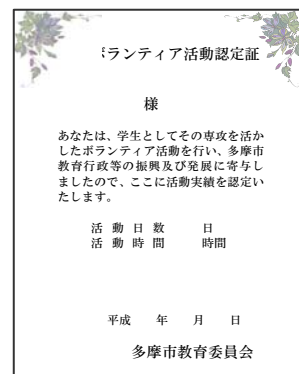 ボランティア活動認定証
様
あなたは、学生としてその専攻を活か
したボランティア活動を行い、多摩市
教育行政等の振興及び発展に寄与し
ましたので、ここに活動実績を認定い
たします。
活 動 日 数　　　日
活 動 時 間　　　時間
平成　　年　　月　　日
多摩市教育委員会